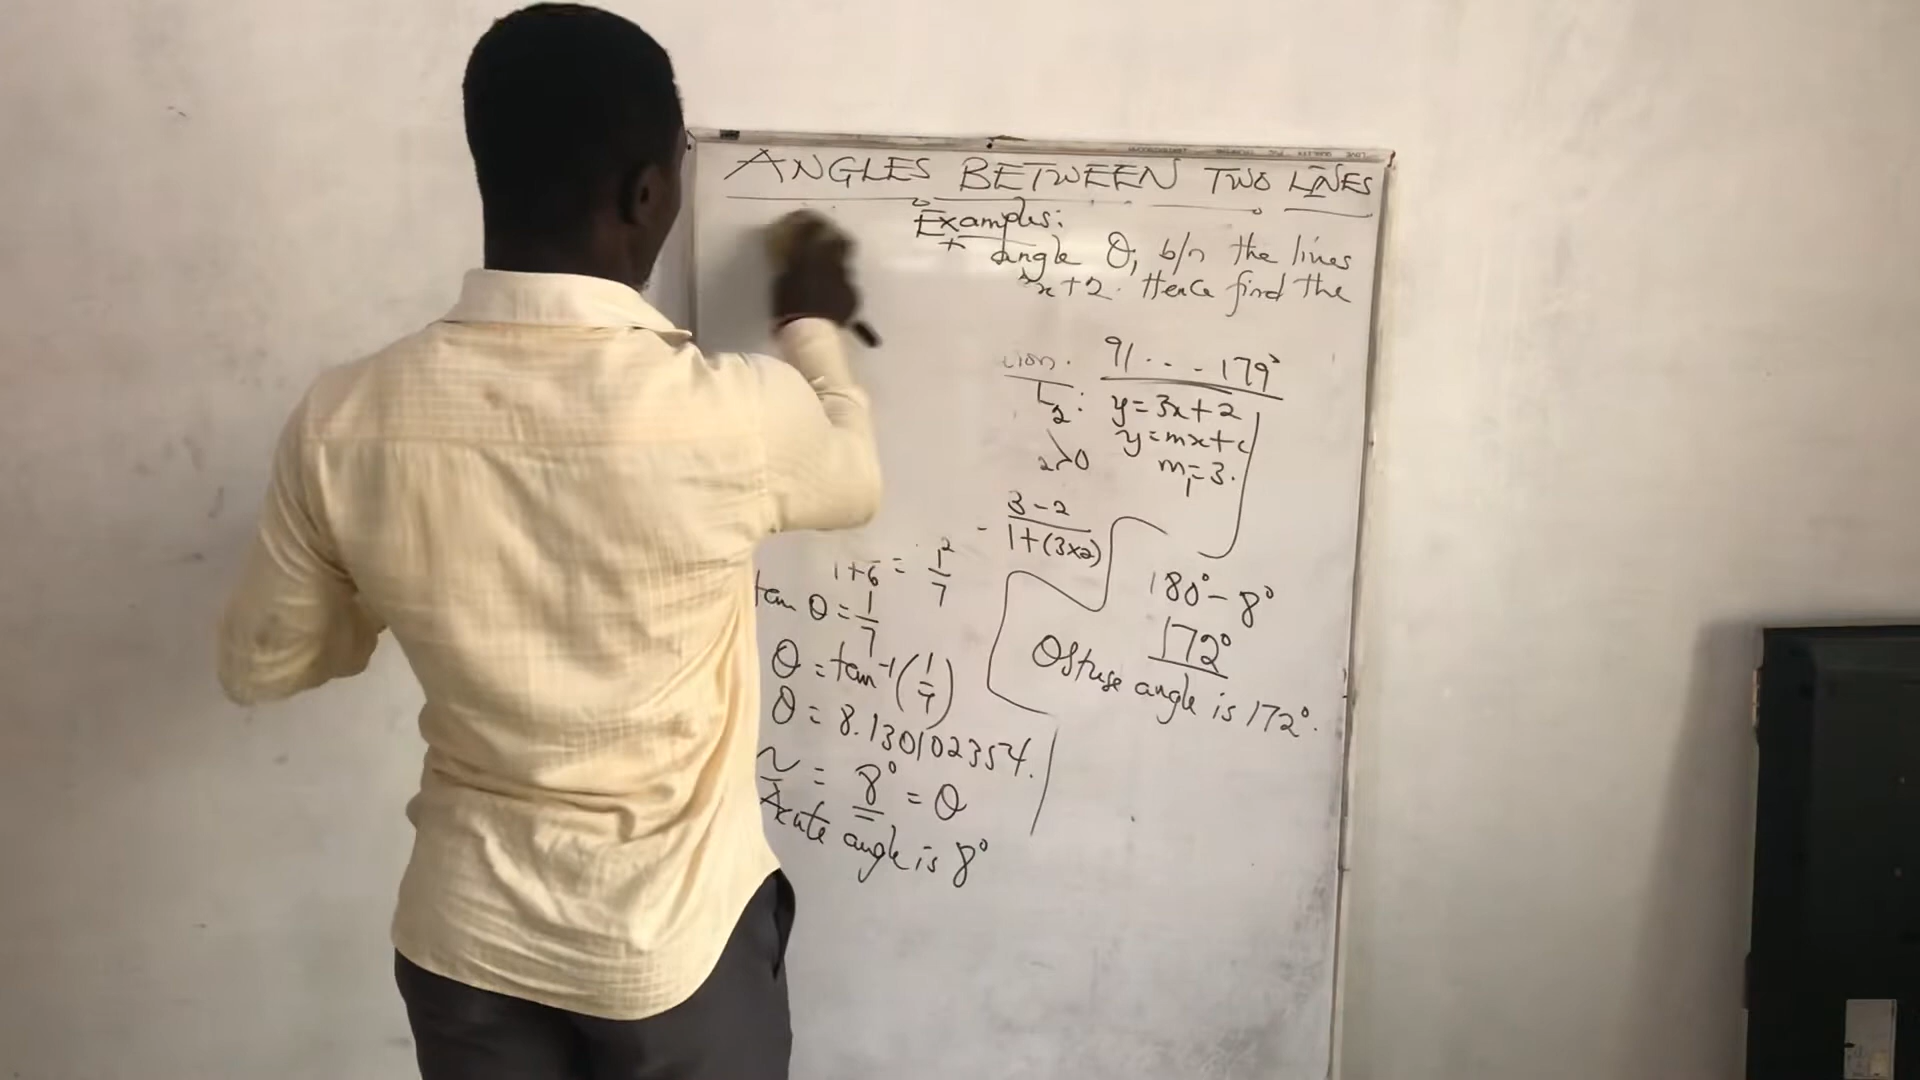 ANGLES BETWEEN TWO LINES
Examples:
angle θ, b/n the lines
x+2. Hence find the
91 . . - 179°
L2: y=3x+2
y=mx+c
2>0
m1=3.
3-2
1+(3x2)
1+6 = 1/7
tan θ = 1/7
θ = tan-1(1/7)
θ = 8.130102354.
= 8° = θ
Acute angle is 8°
180°-8°
172°
Obtuse angle is 172°.